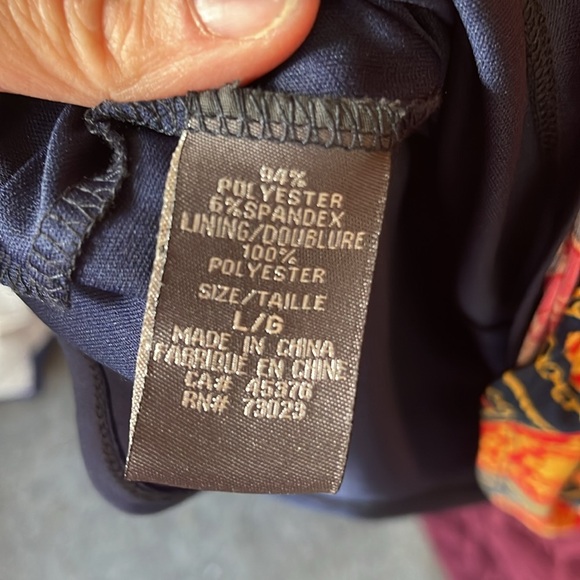 94%
POLYESTER
6%SPANDEX
LINING/DOUBLURE
100%
POLYESTER
SIZE/TAILLE
L/G
MADE IN CHINA
FABRIQUE EN CHINE
CA# 45376
RN# 73023